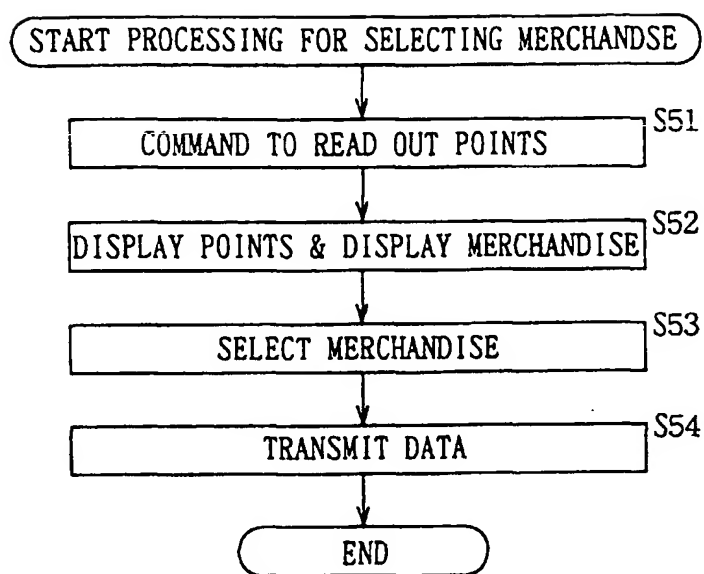 START PROCESSING FOR SELECTING MERCHANDSE
S51
COMMAND TO READ OUT POINTS
S52
DISPLAY POINTS & DISPLAY MERCHANDISE
S53
SELECT MERCHANDISE
S54
TRANSMIT DATA
END